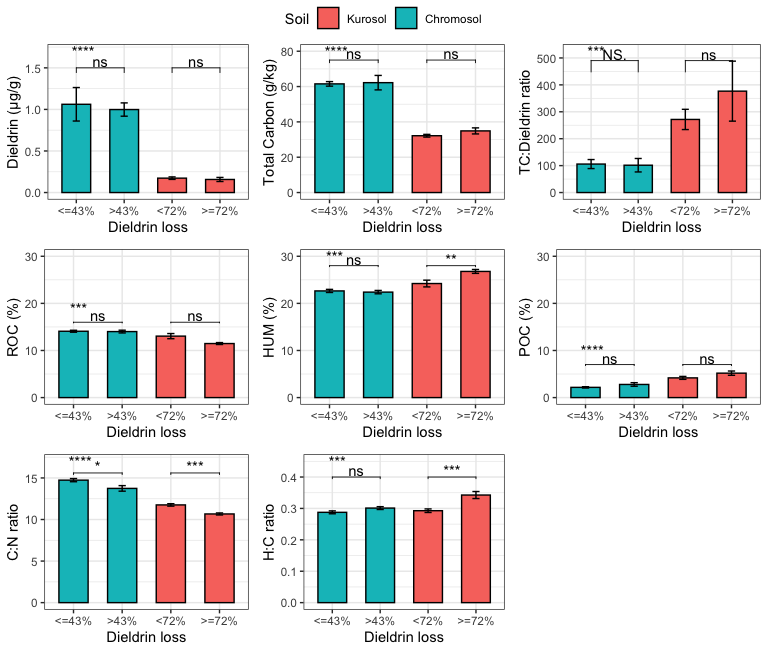 Soil Kurosol Chromosol
Dieldrin (µg/g)
1.5
1.0
0.5
0.0
****
ns
ns
<=43% >43% <72% >=72%
Dieldrin loss
Total Carbon (g/kg)
80
60
40
20
0
****
ns
ns
<=43% >43% <72% >=72%
Dieldrin loss
TC:Dieldrin ratio
500
400
300
200
100
0
***
NS.
ns
<=43% >43% <72% >=72%
Dieldrin loss
ROC (%)
30
20
10
0
***
ns
ns
<=43% >43% <72% >=72%
Dieldrin loss
HUM (%)
30
20
10
0
***
ns
**
<=43% >43% <72% >=72%
Dieldrin loss
POC (%)
30
20
10
0
****
ns
ns
<=43% >43% <72% >=72%
Dieldrin loss
C:N ratio
15
10
5
0
****
*
***
<=43% >43% <72% >=72%
Dieldrin loss
H:C ratio
0.4
0.3
0.2
0.1
0.0
***
ns
***
<=43% >43% <72% >=72%
Dieldrin loss